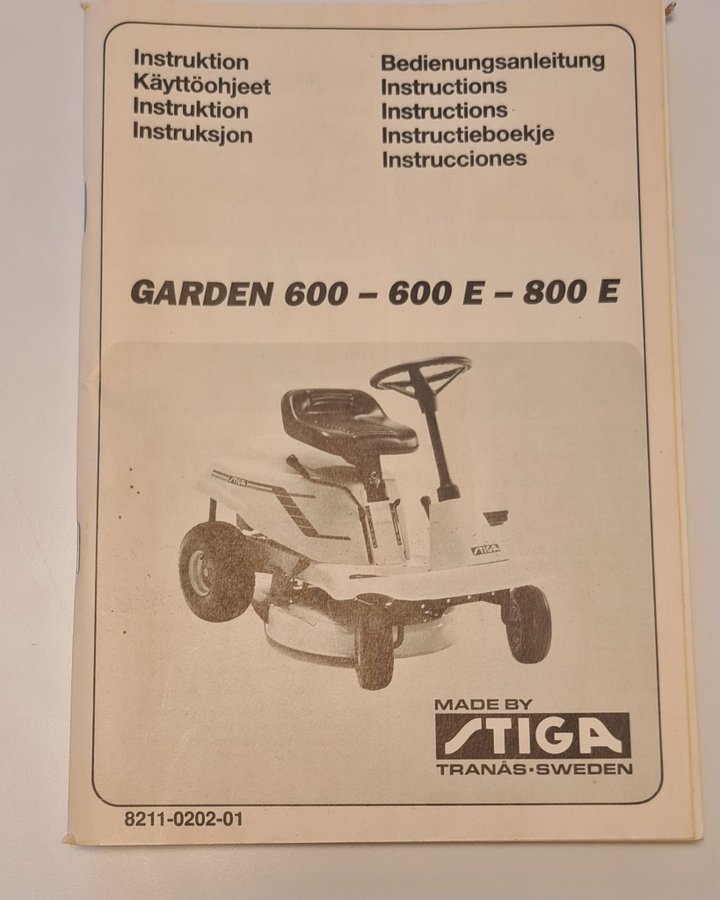 Instruktion
Käyttöohjeet
Instruktion
Instruksjon
Bedienungsanleitung
Instructions
Instructions
Instructieboekje
Instrucciones
GARDEN 600 – 600 E – 800 E
STIGA
STIGA
MADE BY
STIGA
TRANÅS·SWEDEN
8211-0202-01